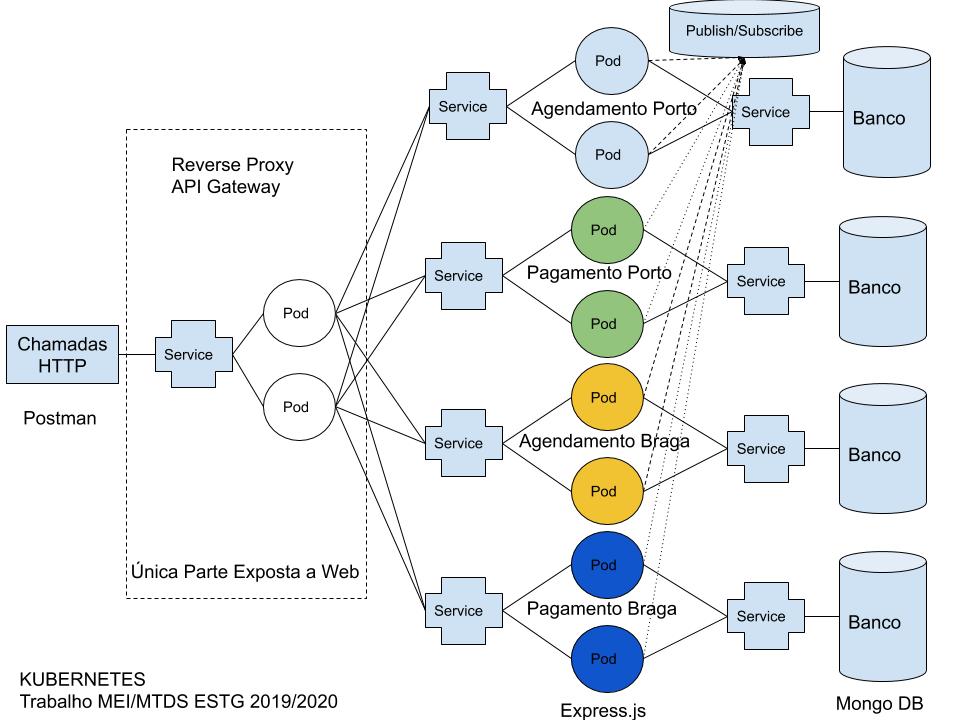 Publish/Subscribe
Pod
Service
Agendamento Porto
Service
Banco
Pod
Reverse Proxy
API Gateway
Pod
Pagamento Porto
Service
Service
Banco
Pod
Pod
Chamadas
HTTP
Service
Pod
Postman
Pod
Service
Agendamento Braga
Service
Banco
Pod
Única Parte Exposta a Web
Pod
Service
Pagamento Braga
Service
Banco
Pod
KUBERNETES
Trabalho MEI/MTDS ESTG 2019/2020
Express.js
Mongo DB